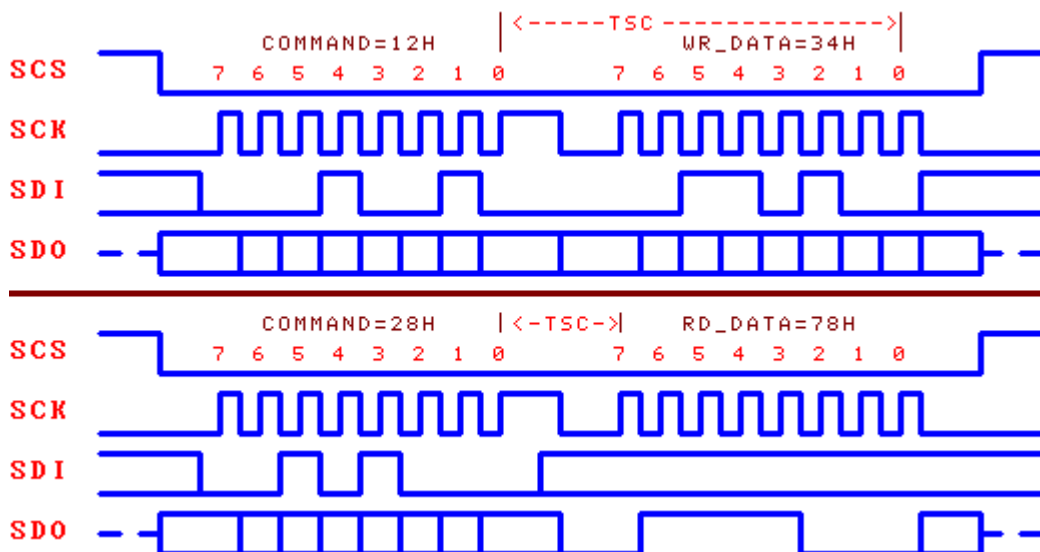 <-----TSC -------------->
COMMAND=12H WR_DATA=34H
SCS 7 6 5 4 3 2 1 0 7 6 5 4 3 2 1 0
SCK
SDI
SDO
COMMAND=28H <-TSC-> RD_DATA=78H
SCS 7 6 5 4 3 2 1 0 7 6 5 4 3 2 1 0
SCK
SDI
SDO